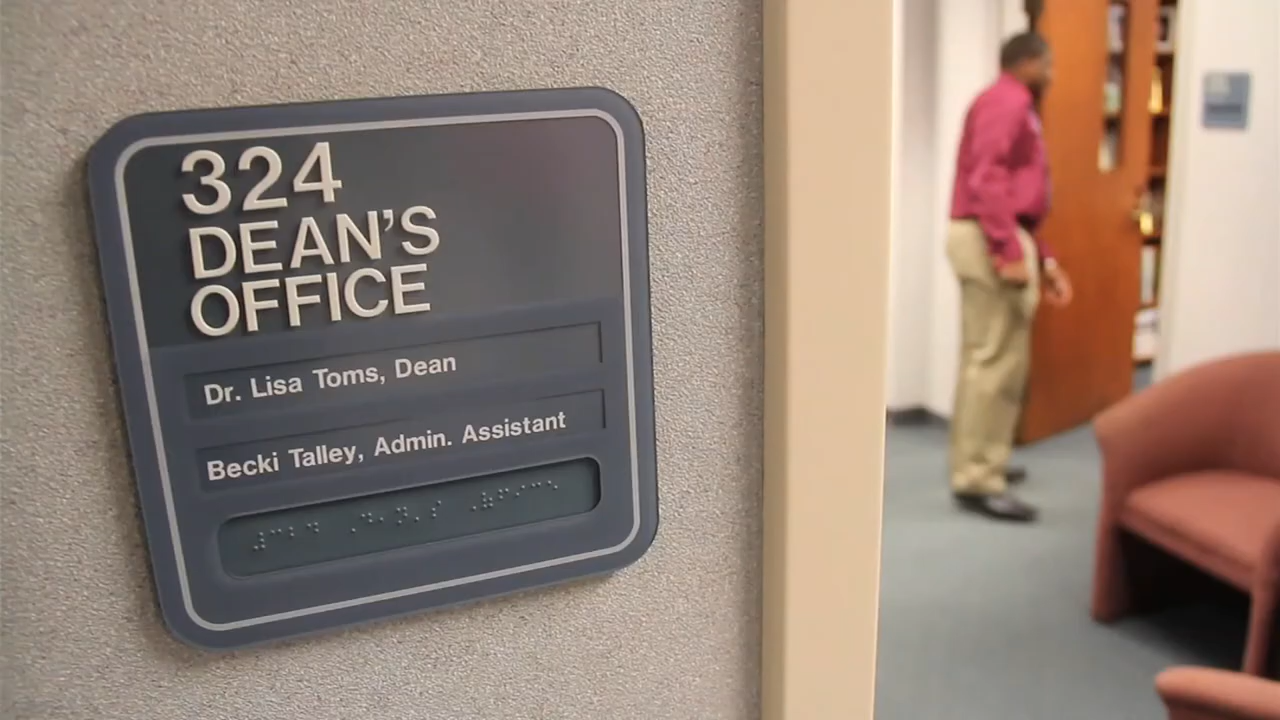 324
DEAN'S
OFFICE
Dr. Lisa Toms, Dean
Becki Talley, Admin. Assistant